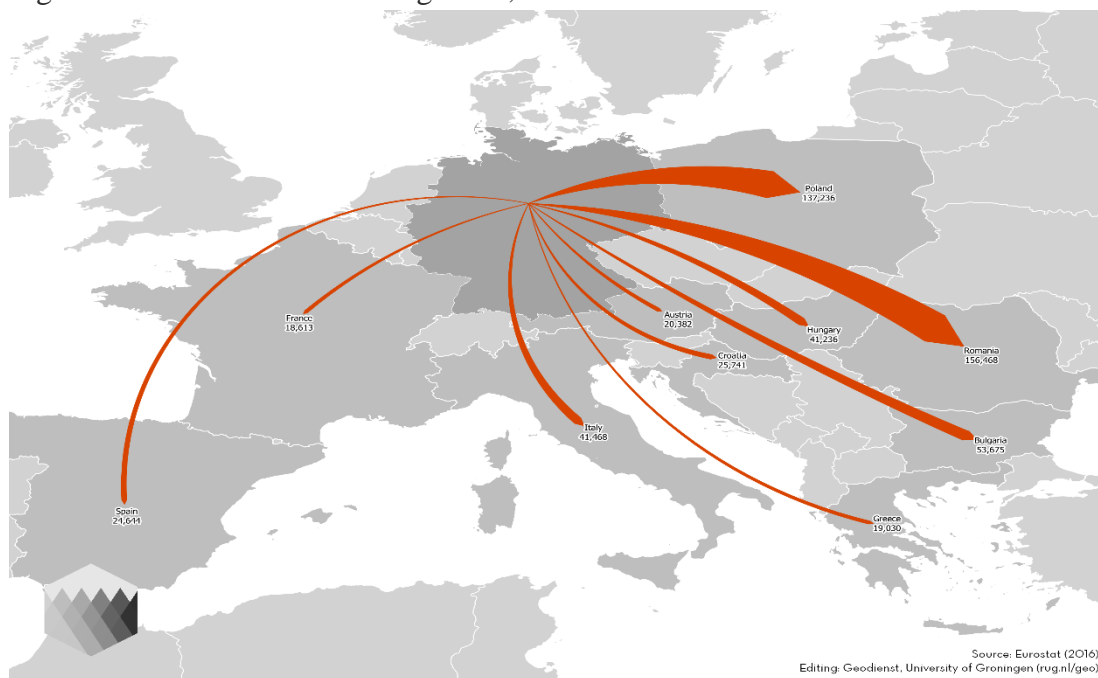 Poland
137,236
France
18,613
Austria
20,382
Hungary
41,236
Croatia
25,741
Romania
156,468
Italy
41,468
Bulgaria
53,675
Spain
24,644
Greece
19,030
Source: Eurostat (2016)
Editing: Geodienst, University of Groningen (rug.nl/geo)